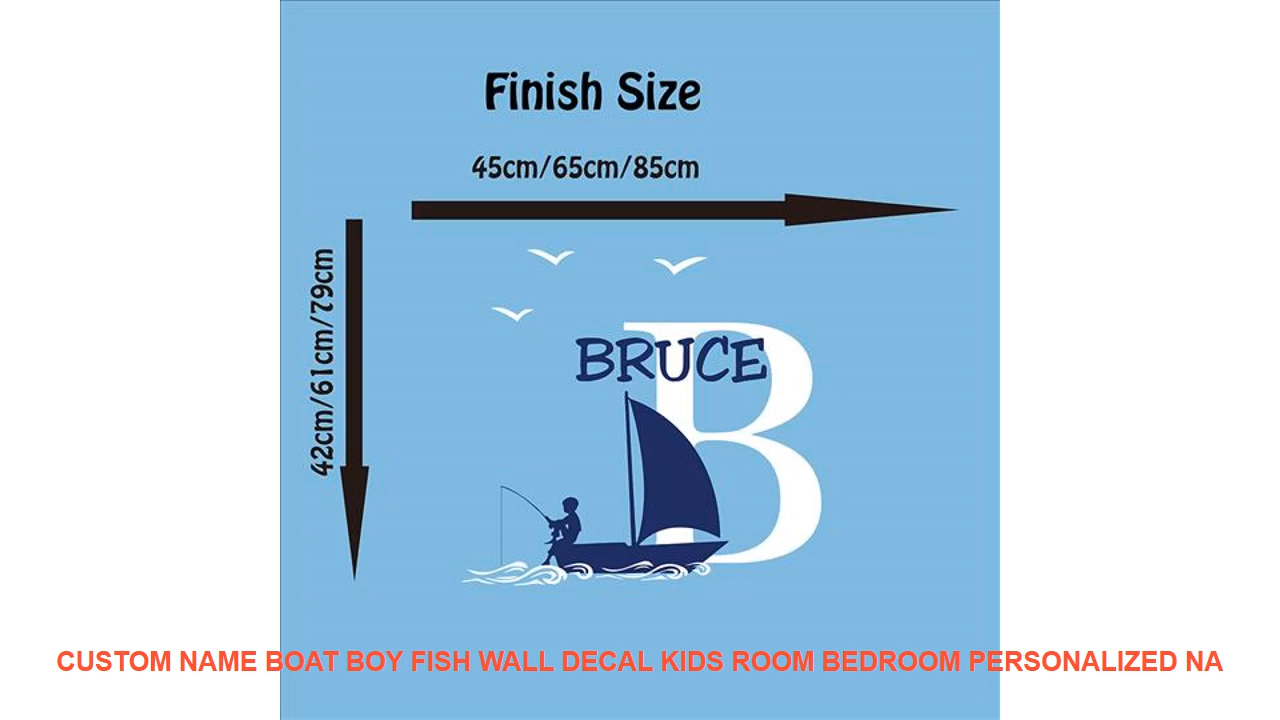 Finish Size
45cm/65cm/85cm
42cm/61cm/79cm
BRUCE
B
CUSTOM NAME BOAT BOY FISH WALL DECAL KIDS ROOM BEDROOM PERSONALIZED NA